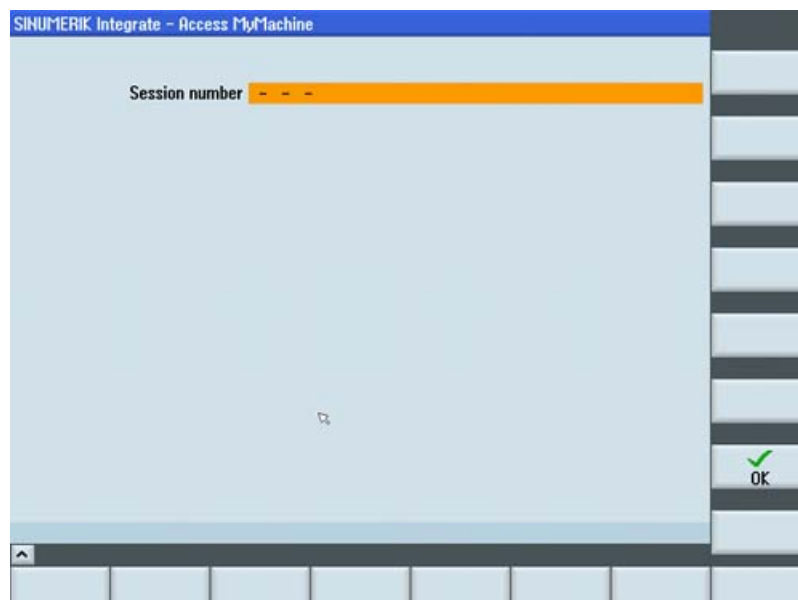 SINUMERIK Integrate - Access MyMachine
Session number - - -
OK